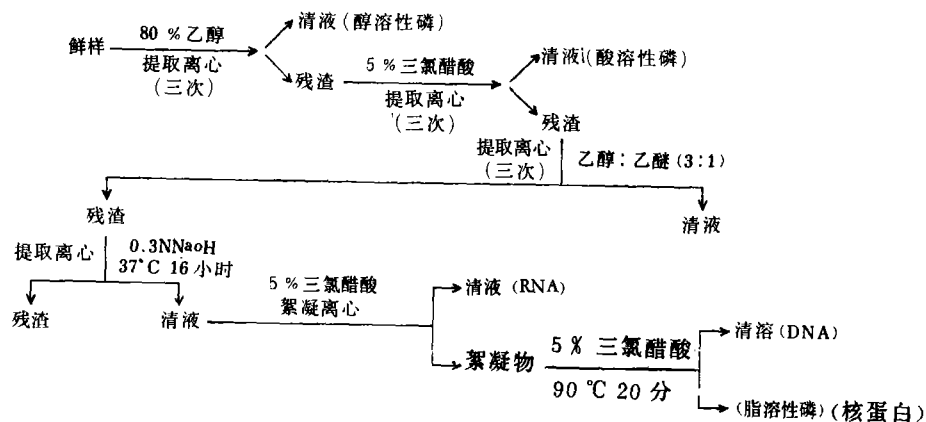 鲜样
80 %乙醇
提取离心
(三次)
清液(醇溶性磷)
残渣
5 %三氯醋酸
提取离心
(三次)
清液(酸溶性磷)
残渣
提取离心
(三次)
乙醇:乙醚(3:1)
残渣
清液
提取离心
0.3NNaoH
37°C 16小时
残渣
清液
5 %三氯醋酸
絮凝离心
清液(RNA)
絮凝物
5 % 三氯醋酸
90 ℃ 20 分
清溶(DNA)
(脂溶性磷)(核蛋白)